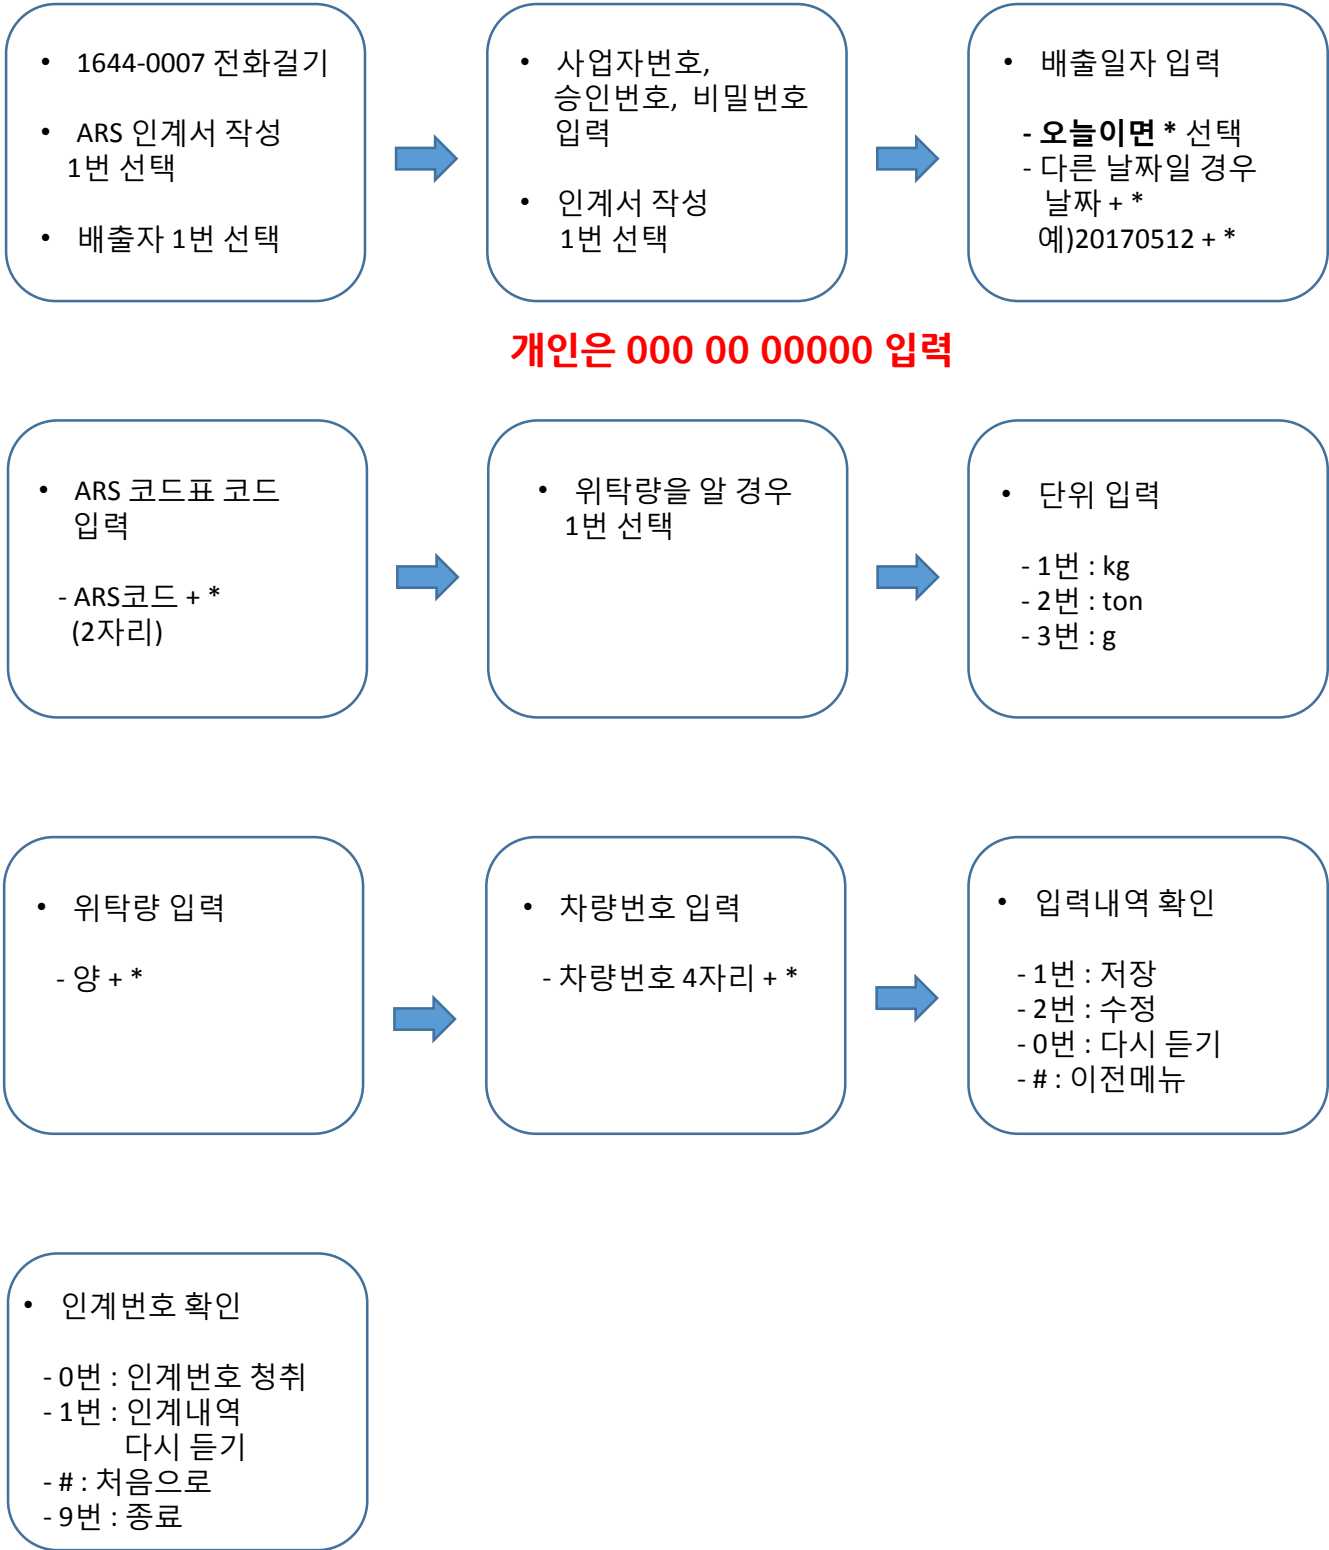 • 1644-0007 전화걸기
• ARS 인계서 작성
1번 선택
• 배출자 1번 선택
• 사업자번호,
승인번호, 비밀번호
입력
• 인계서 작성
1번 선택
• 배출일자 입력
- 오늘이면 * 선택
- 다른 날짜일 경우
날짜 + *
예)20170512 + *
개인은 000 00 00000 입력
• ARS 코드표 코드
입력
- ARS코드 + *
(2자리)
• 위탁량을 알 경우
1번 선택
• 단위 입력
- 1번 : kg
- 2번 : ton
- 3번 : g
• 위탁량 입력
- 양 + *
• 차량번호 입력
- 차량번호 4자리 + *
• 입력내역 확인
- 1번 : 저장
- 2번 : 수정
- 0번 : 다시 듣기
- # : 이전메뉴
• 인계번호 확인
- 0번 : 인계번호 청취
- 1번 : 인계내역
다시 듣기
- # : 처음으로
- 9번 : 종료